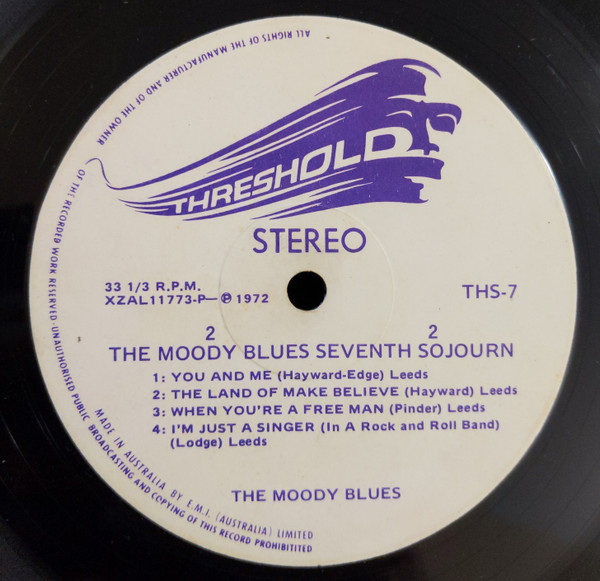 ALL RIGHTS OF THE MANUFACTURER AND OF THE OWNER
OF THE RECORDED WORK RESERVED-UNAUTHORISED PUBLIC BROADCASTING AND COPYING OF THIS RECORD PROHIBITITED
THRESHOLD
STEREO
33 1/3 R.P.M.
XZAL11773-P— ℗ 1972
THS-7
2 2
THE MOODY BLUES SEVENTH SOJOURN
1: YOU AND ME (Hayward-Edge) Leeds
2: THE LAND OF MAKE BELIEVE (Hayward) Leeds
3: WHEN YOU'RE A FREE MAN (Pinder) Leeds
4: I'M JUST A SINGER (In A Rock and Roll Band)
(Lodge) Leeds
THE MOODY BLUES
MADE IN AUSTRALIA BY E.M.I. (AUSTRALIA) LIMITED